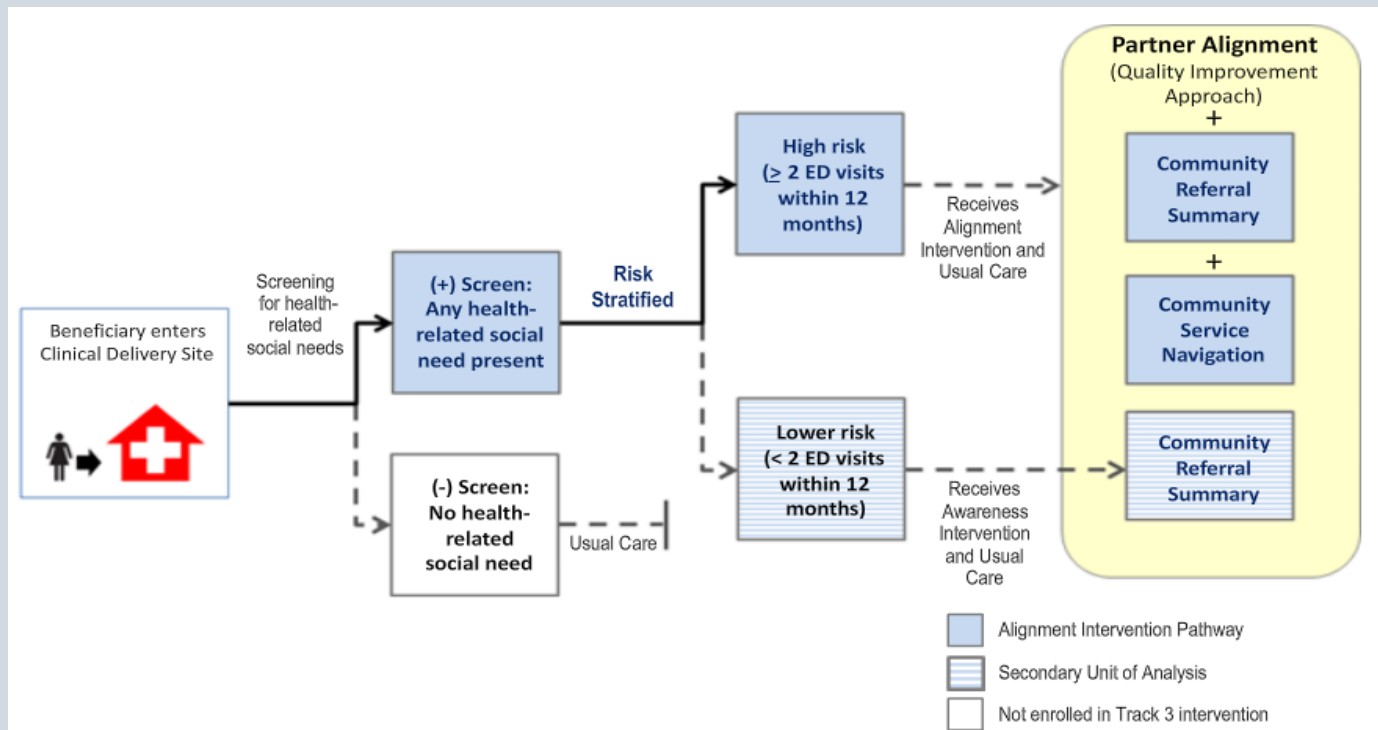 Beneficiary enters
Clinical Delivery Site
Screening
for health-
related
social needs
(+) Screen:
Any health-
related social
need present
(-) Screen:
No health-
related
social need
Usual Care
Risk
Stratified
High risk
(≥ 2 ED visits
within 12
months)
Receives
Alignment
Intervention and
Usual Care
Lower risk
(< 2 ED visits
within 12
months)
Receives
Awareness
Intervention
and Usual
Care
Partner Alignment
(Quality Improvement
Approach)
+
Community
Referral
Summary
+
Community
Service
Navigation
Community
Referral
Summary
Alignment Intervention Pathway
Secondary Unit of Analysis
Not enrolled in Track 3 intervention